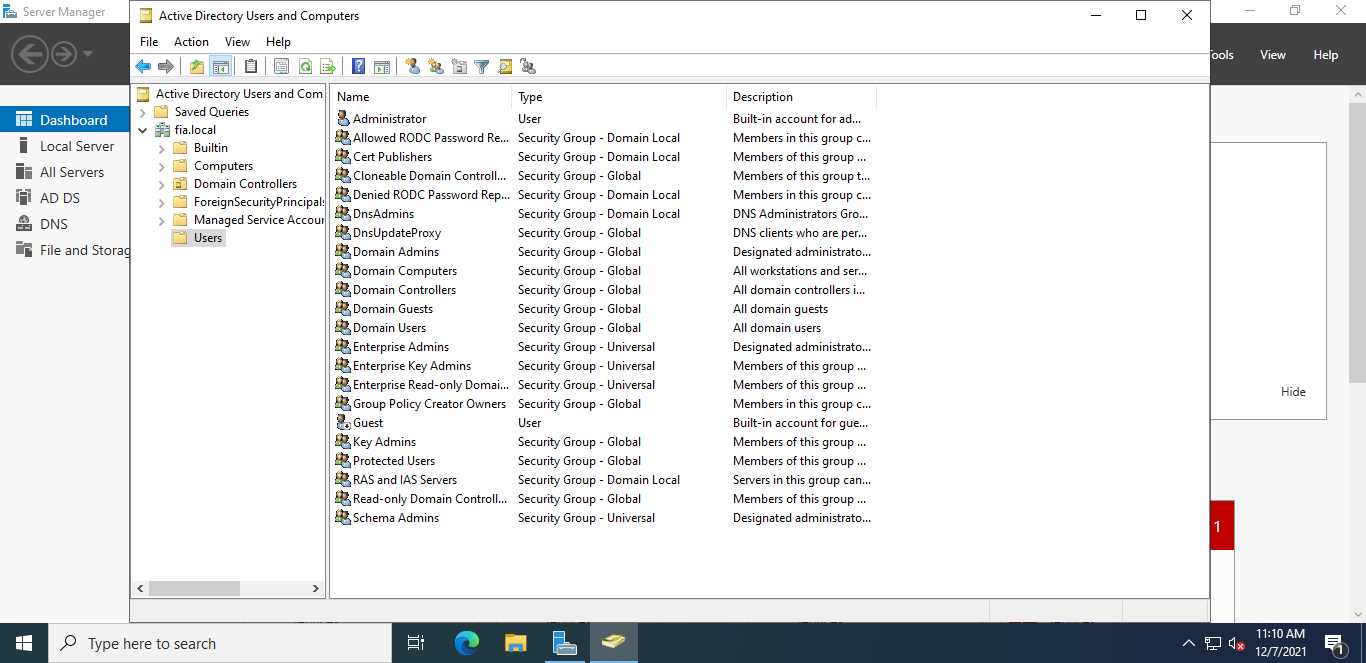 Server Manager
Active Directory Users and Computers
File Action View Help
Tools View Help
Dashboard
Local Server
All Servers
AD DS
DNS
File and Storag
Active Directory Users and Com
Saved Queries
fia.local
Builtin
Computers
Domain Controllers
ForeignSecurityPrincipals
Managed Service Accour
Users
Name Type Description
Administrator User Built-in account for ad...
Allowed RODC Password Re... Security Group - Domain Local Members in this group c...
Cert Publishers Security Group - Domain Local Members of this group ...
Cloneable Domain Controll... Security Group - Global Members of this group t...
Denied RODC Password Rep... Security Group - Domain Local Members in this group c...
DnsAdmins Security Group - Domain Local DNS Administrators Gro...
DnsUpdateProxy Security Group - Global DNS clients who are per...
Domain Admins Security Group - Global Designated administrato...
Domain Computers Security Group - Global All workstations and ser...
Domain Controllers Security Group - Global All domain controllers i...
Domain Guests Security Group - Global All domain guests
Domain Users Security Group - Global All domain users
Enterprise Admins Security Group - Universal Designated administrato...
Enterprise Key Admins Security Group - Universal Members of this group ...
Enterprise Read-only Domai... Security Group - Universal Members of this group ...
Group Policy Creator Owners Security Group - Global Members in this group c...
Guest User Built-in account for gue...
Key Admins Security Group - Global Members of this group ...
Protected Users Security Group - Global Members of this group ...
RAS and IAS Servers Security Group - Domain Local Servers in this group can...
Read-only Domain Controll... Security Group - Global Members of this group ...
Schema Admins Security Group - Universal Designated administrato...
Hide
1
Type here to search
11:10 AM
12/7/2021
1